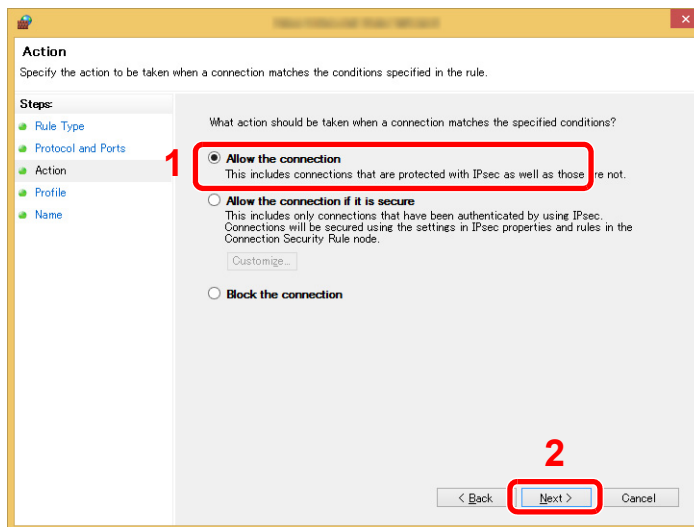 Action
Specify the action to be taken when a connection matches the conditions specified in the rule.
Steps:
Rule Type
Protocol and Ports
Action
Profile
Name
What action should be taken when a connection matches the specified conditions?
1
Allow the connection
This includes connections that are protected with IPsec as well as those re not.
Allow the connection if it is secure
This includes only connections that have been authenticated by using IPsec.
Connections will be secured using the settings in IPsec properties and rules in the
Connection Security Rule node.
Customize...
Block the connection
2
< Back
Next >
Cancel